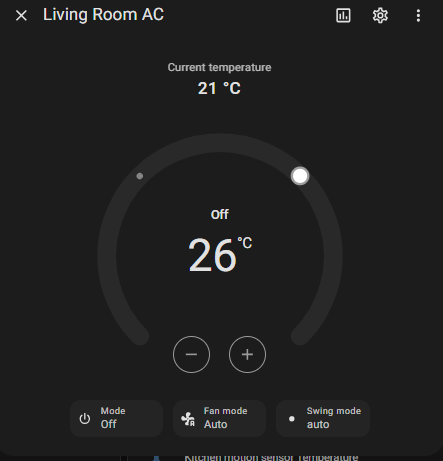 Living Room AC
Current temperature
21 °C
Off
26 °C
Mode
Off
Fan mode
Auto
Swing mode
auto
Kitchen motion sensor Temperature